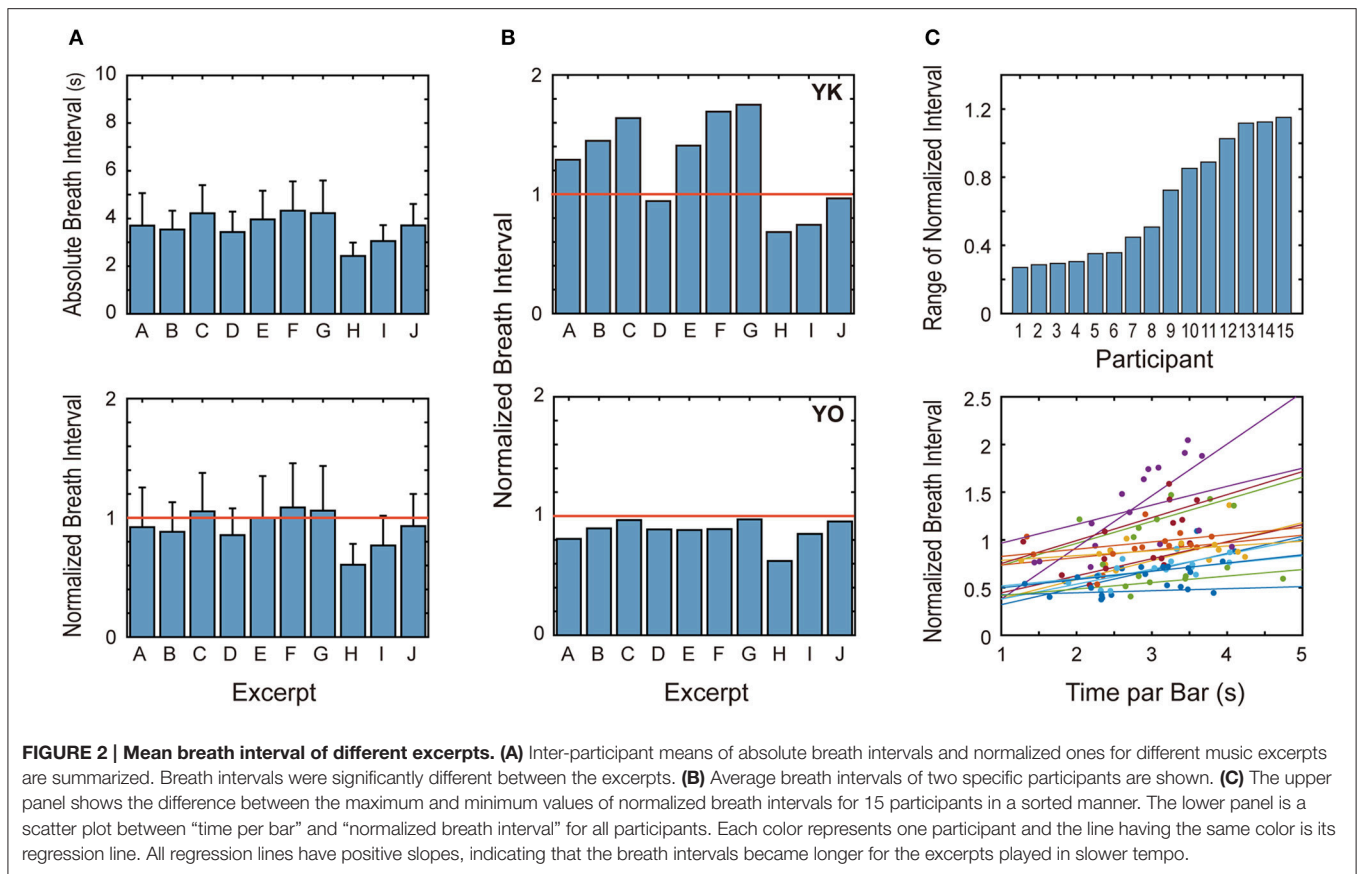 A
B
C
10
8
6
4
2
0
Absolute Breath Interval (s)
A B C D E F G H I J
2
1
0
Normalized Breath Interval
A B C D E F G H I J
Excerpt
2
1
0
YK
A B C D E F G H I J
Normalized Breath Interval
2
1
0
YO
A B C D E F G H I J
Excerpt
1.2
0.8
0.4
0
Range of Normalized Interval
1 2 3 4 5 6 7 8 9 10 11 12 13 14 15
Participant
2.5
2
1.5
1
0.5
0
Normalized Breath Interval
1 2 3 4 5
Time par Bar (s)
FIGURE 2 | Mean breath interval of different excerpts. (A) Inter-participant means of absolute breath intervals and normalized ones for different music excerpts
are summarized. Breath intervals were significantly different between the excerpts. (B) Average breath intervals of two specific participants are shown. (C) The upper
panel shows the difference between the maximum and minimum values of normalized breath intervals for 15 participants in a sorted manner. The lower panel is a
scatter plot between “time per bar” and “normalized breath interval” for all participants. Each color represents one participant and the line having the same color is its
regression line. All regression lines have positive slopes, indicating that the breath intervals became longer for the excerpts played in slower tempo.